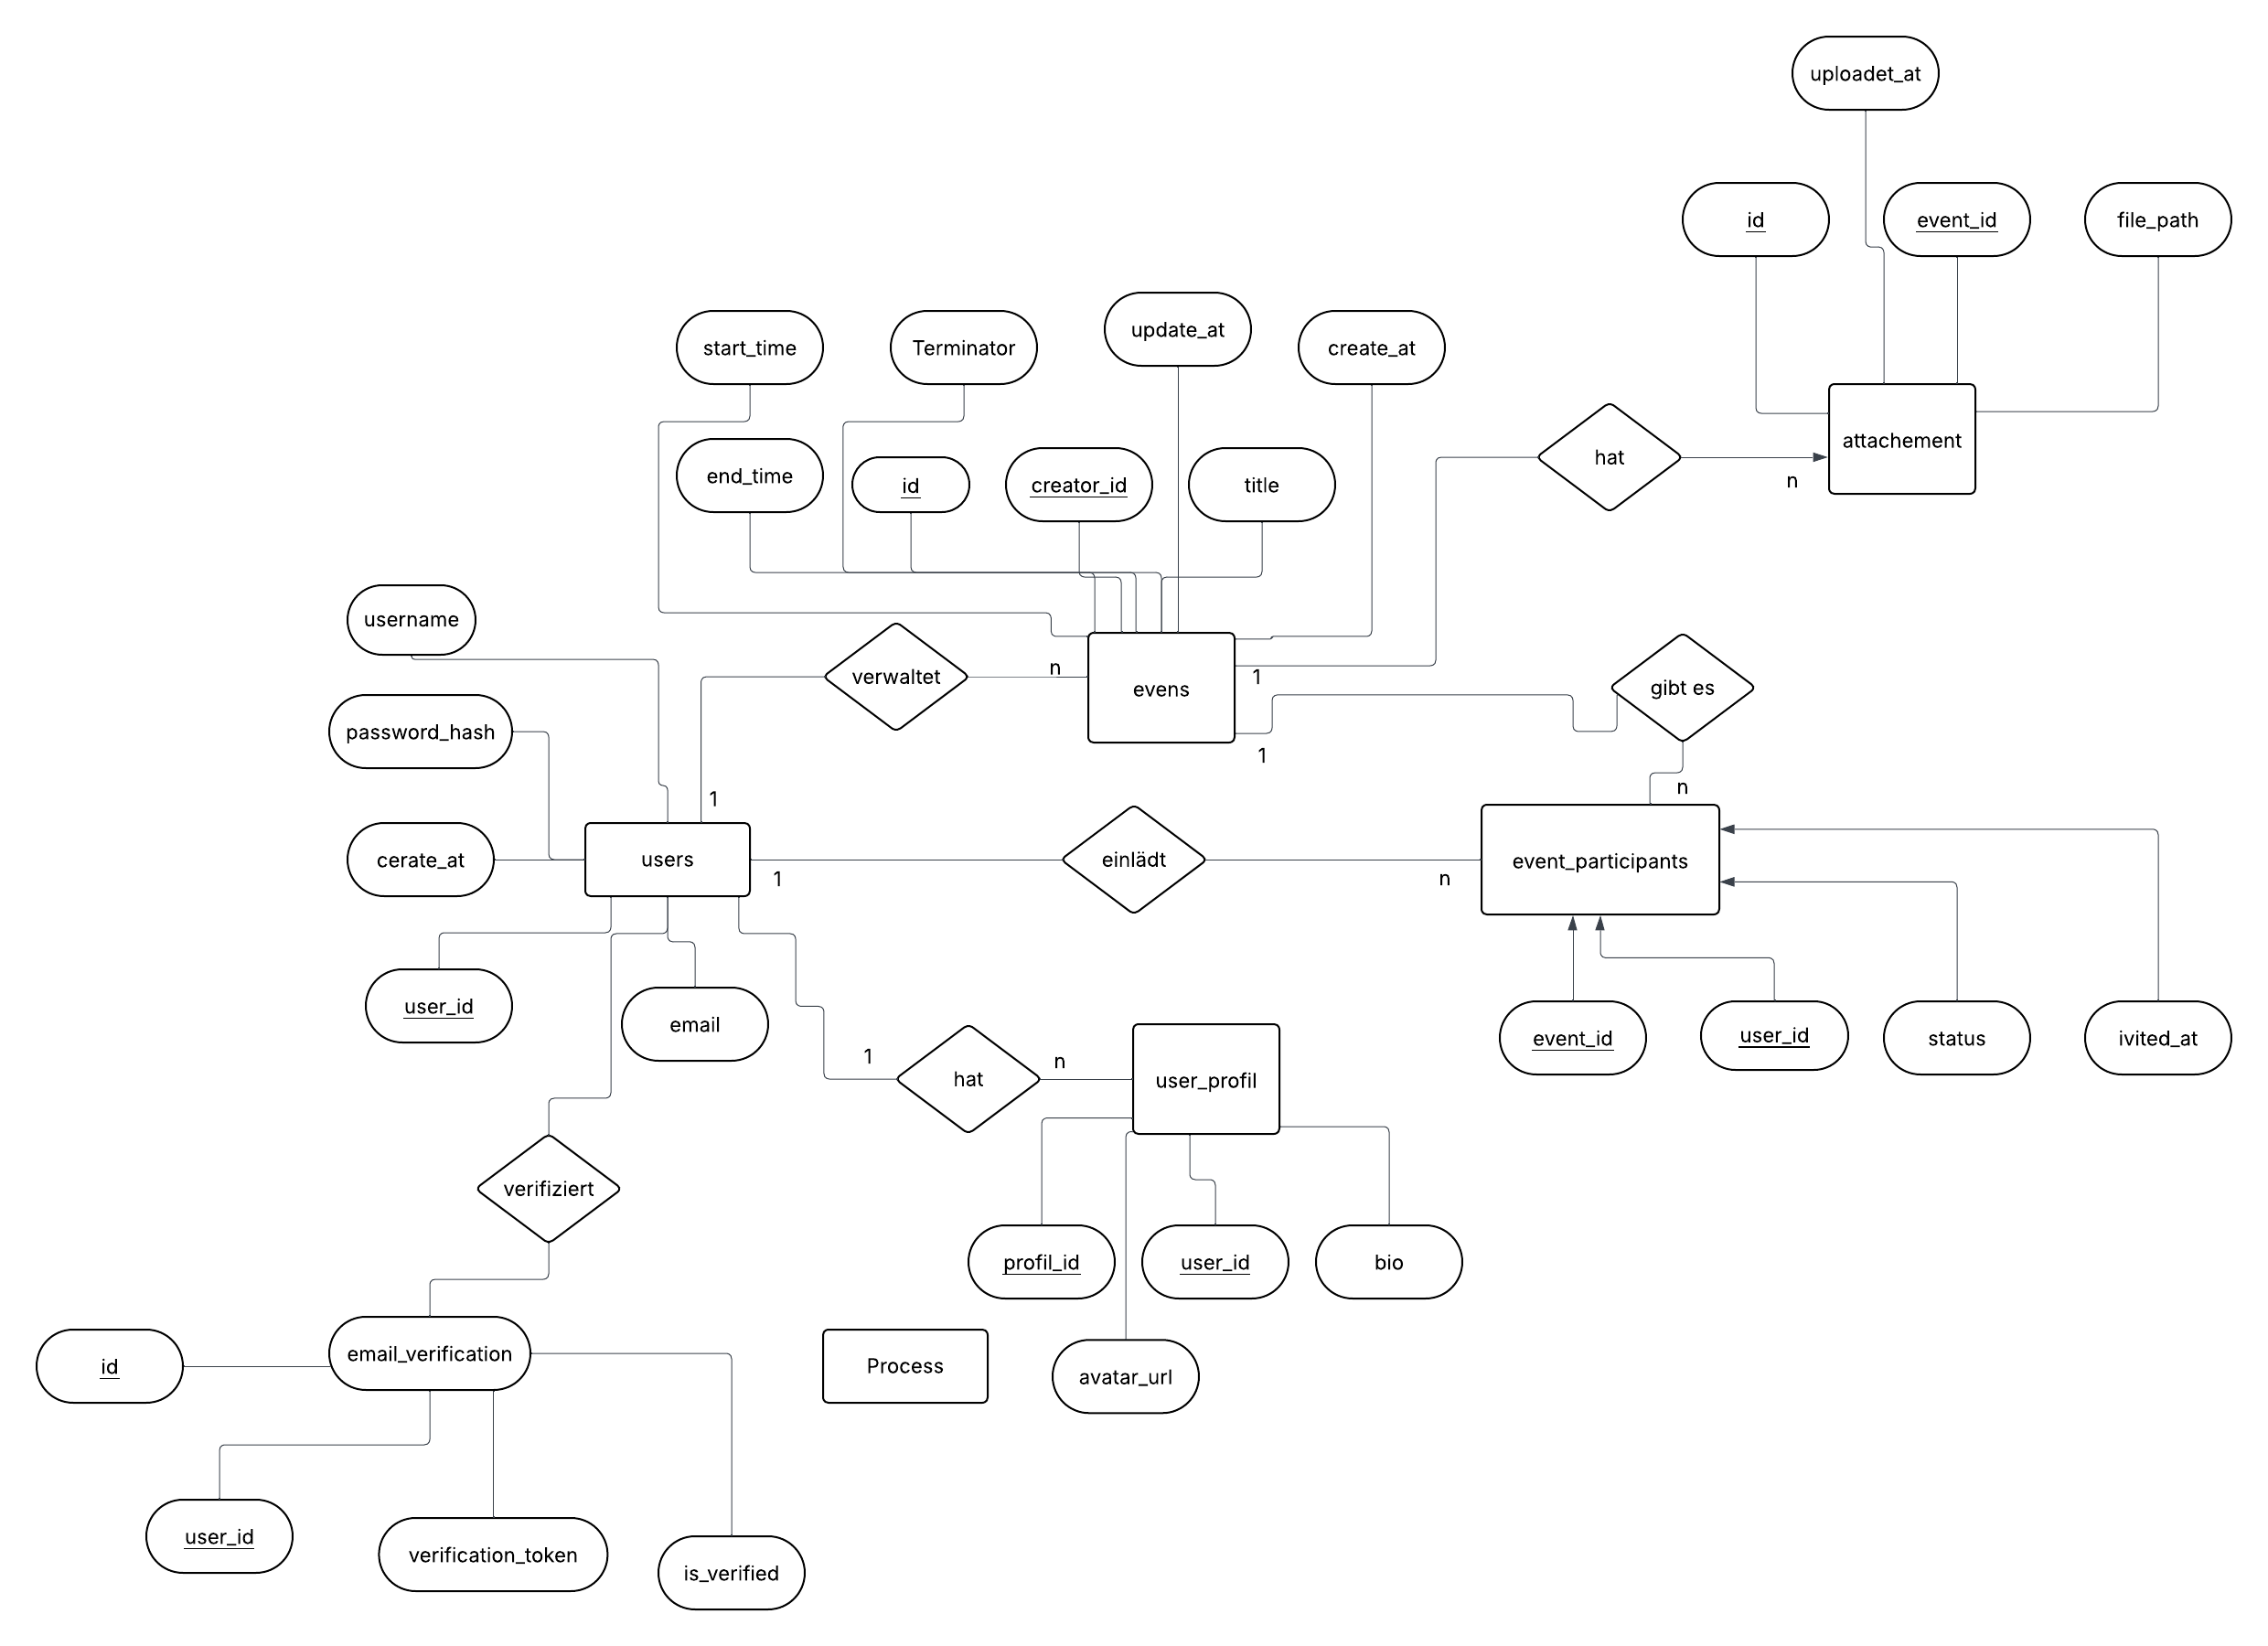 uploadet_at
id
event_id
file_path
start_time
Terminator
update_at
create_at
end_time
id
creator_id
title
hat
attachement
n
username
verwaltet
n
evens
1
gibt es
password_hash
1
n
1
cerate_at
users
einlädt
event_participants
1
n
user_id
email
event_id
user_id
status
ivited_at
1
hat
n
user_profil
verifiziert
profil_id
user_id
bio
id
email_verification
Process
avatar_url
user_id
verification_token
is_verified